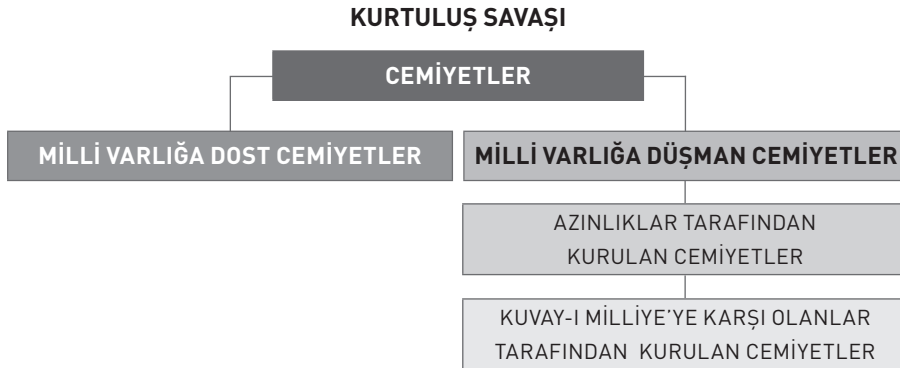 KURTULUŞ SAVAŞI
CEMİYETLER
MİLLİ VARLIĞA DOST CEMİYETLER
MİLLİ VARLIĞA DÜŞMAN CEMİYETLER
AZINLIKLAR TARAFINDAN
KURULAN CEMİYETLER
KUVAY-I MİLLİYE'YE KARŞI OLANLAR
TARAFINDAN KURULAN CEMİYETLER